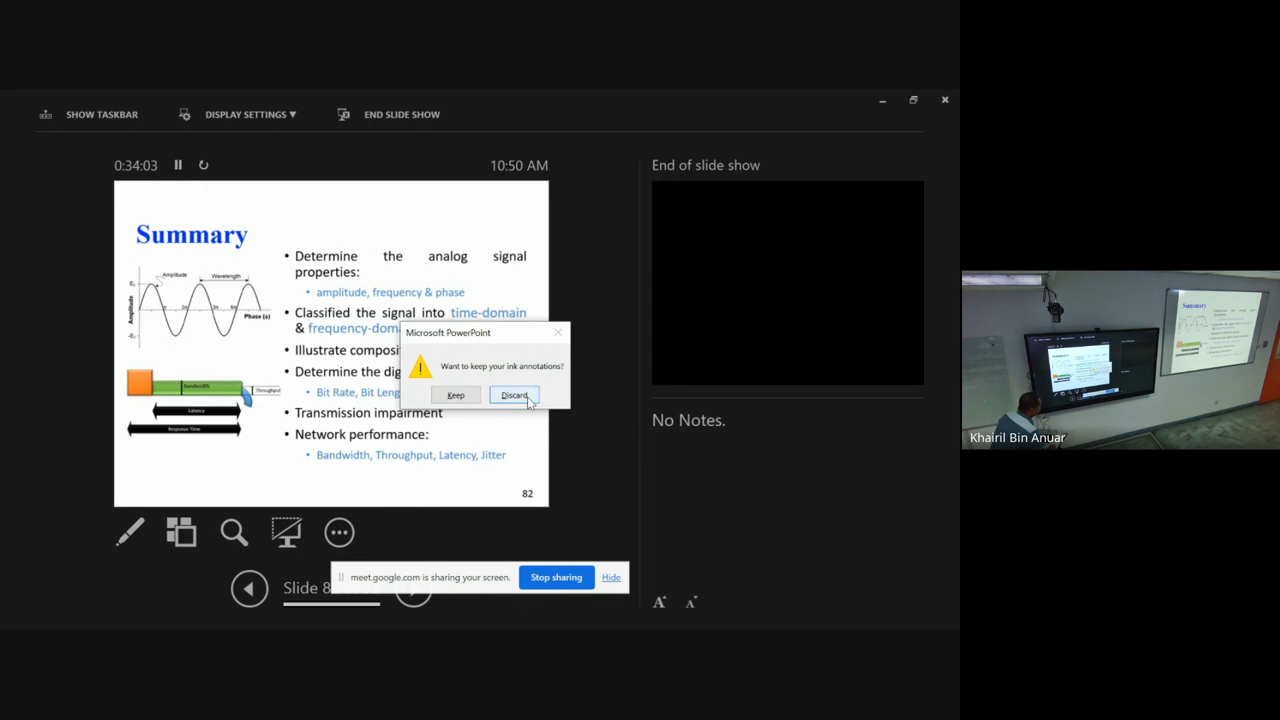 SHOW TASKBAR
DISPLAY SETTINGS ▼
END SLIDE SHOW
0:34:03
10:50 AM
End of slide show
Summary
Amplitude
Wavelength
Amplitude
Phase (φ)
Bandwidth
Throughput
Latency
Response Time
• Determine the analog signal
properties:
• amplitude, frequency & phase
• Classified the signal into time-domain
& frequency-dom
• Illustrate composi
• Determine the dig
• Bit Rate, Bit Leng
• Transmission impairment
• Network performance:
• Bandwidth, Throughput, Latency, Jitter
82
Microsoft PowerPoint
Want to keep your ink annotations?
Keep
Discard
No Notes.
Slide 8
meet.google.com is sharing your screen.
Stop sharing
Hide
Summary
Khairil Bin Anuar